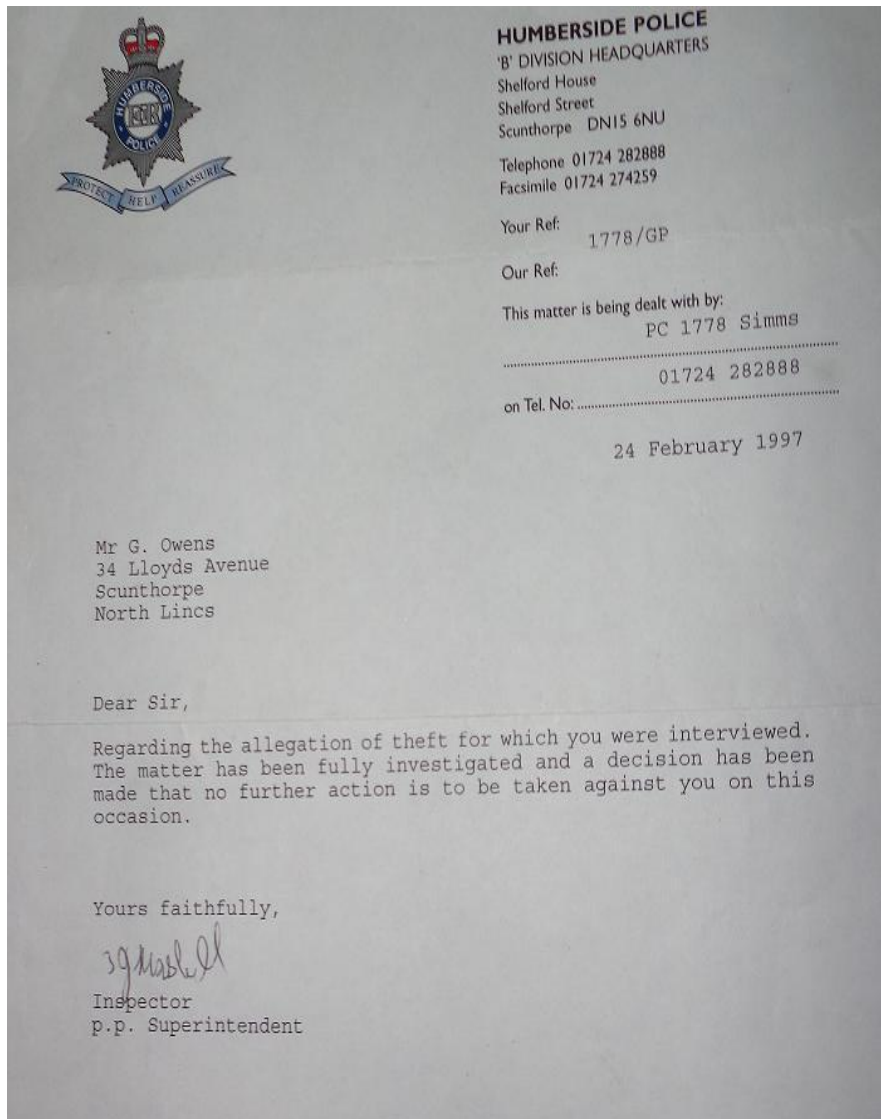 HUMBERSIDE
EIIR
POLICE
PROTECT HELP REASSURE
HUMBERSIDE POLICE
'B' DIVISION HEADQUARTERS
Shelford House
Shelford Street
Scunthorpe DN15 6NU
Telephone 01724 282888
Facsimile 01724 274259
Your Ref:
1778/GP
Our Ref:
This matter is being dealt with by:
PC 1778 Simms
01724 282888
on Tel. No:
24 February 1997
Mr G. Owens
34 Lloyds Avenue
Scunthorpe
North Lincs
Dear Sir,
Regarding the allegation of theft for which you were interviewed.
The matter has been fully investigated and a decision has been
made that no further action is to be taken against you on this
occasion.
Yours faithfully,
Inspector
p.p. Superintendent